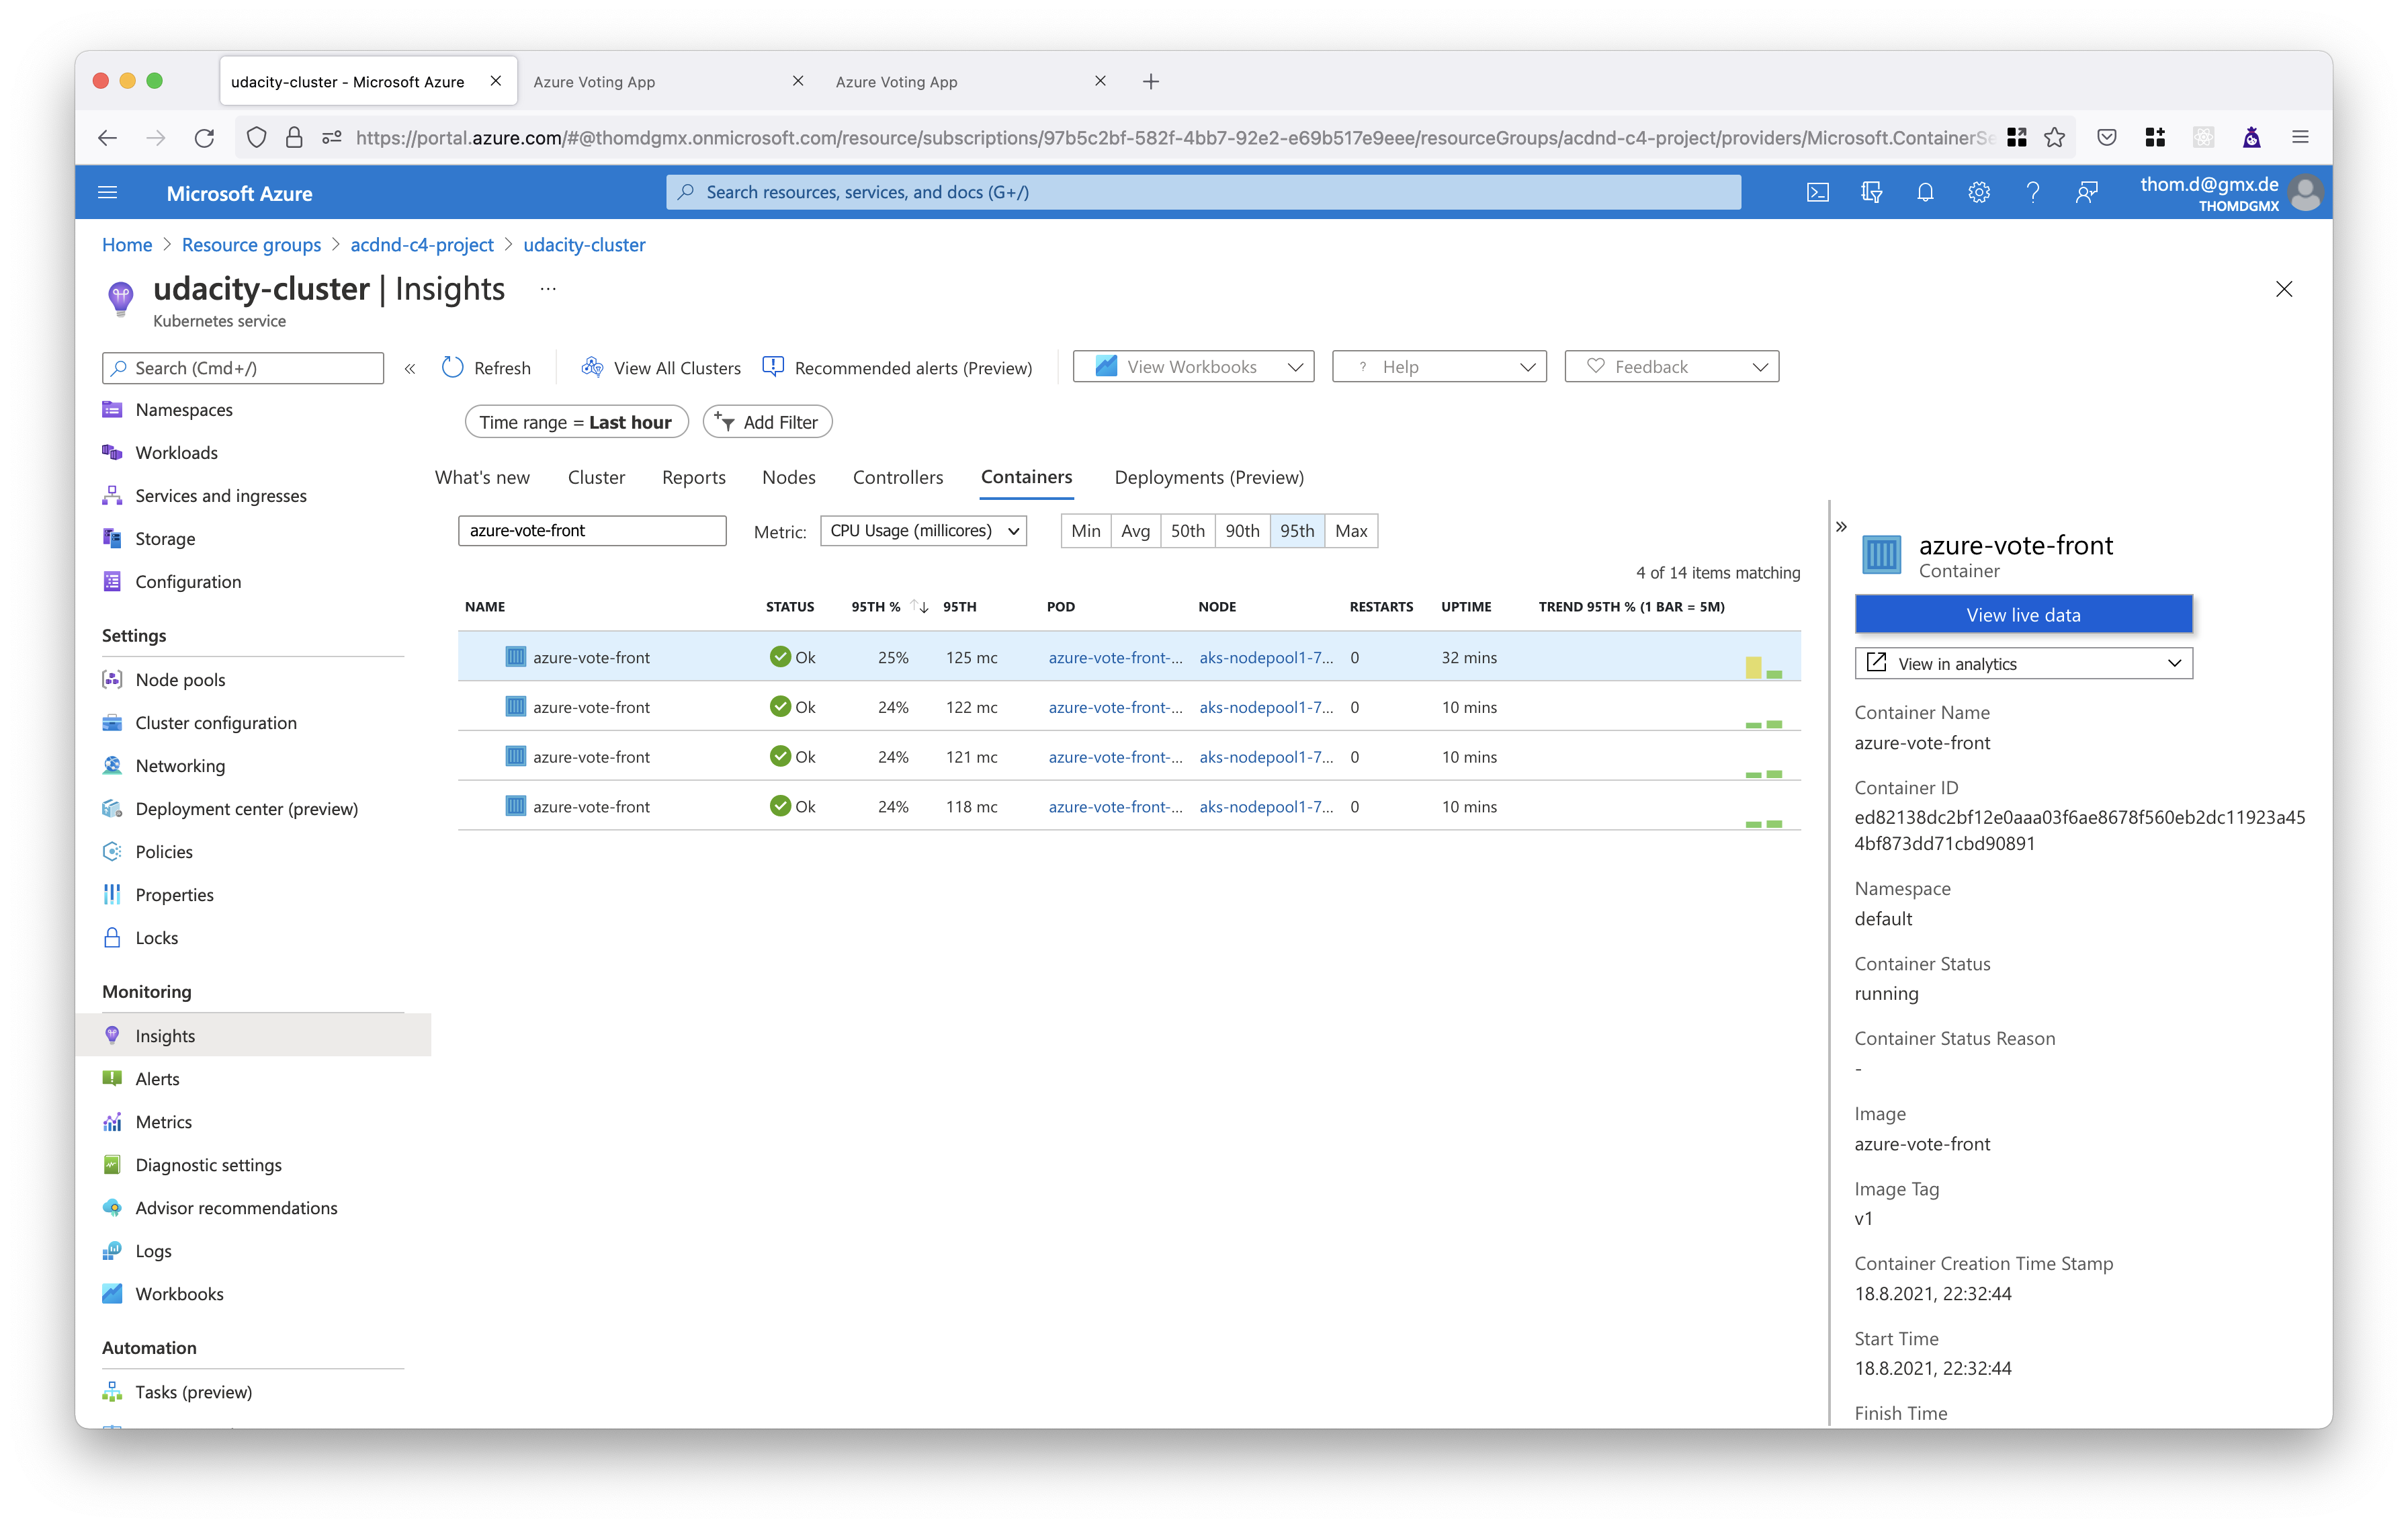 udacity-cluster - Microsoft Azure
Azure Voting App
Azure Voting App
https://portal.azure.com/#@thomdgmx.onmicrosoft.com/resource/subscriptions/97b5c2bf-582f-4bb7-92e2-e69b517e9eee/resourceGroups/acdnd-c4-project/providers/Microsoft.ContainerSe
Microsoft Azure
Search resources, services, and docs (G+/)
thom.d@gmx.de
THOMDGMX
Home > Resource groups > acdnd-c4-project > udacity-cluster
udacity-cluster | Insights ...
Kubernetes service
Search (Cmd+/)
«
Refresh
View All Clusters
Recommended alerts (Preview)
View Workbooks
? Help
Feedback
Namespaces
Workloads
Services and ingresses
Storage
Configuration
Settings
Node pools
Cluster configuration
Networking
Deployment center (preview)
Policies
Properties
Locks
Monitoring
Insights
Alerts
Metrics
Diagnostic settings
Advisor recommendations
Logs
Workbooks
Automation
Tasks (preview)
Time range = Last hour
Add Filter
What's new Cluster Reports Nodes Controllers Containers Deployments (Preview)
azure-vote-front
Metric: CPU Usage (millicores)
Min Avg 50th 90th 95th Max
4 of 14 items matching
NAME STATUS 95TH % ↑↓ 95TH POD NODE RESTARTS UPTIME TREND 95TH % (1 BAR = 5M)
azure-vote-front Ok 25% 125 mc azure-vote-front-... aks-nodepool1-7... 0 32 mins
azure-vote-front Ok 24% 122 mc azure-vote-front-... aks-nodepool1-7... 0 10 mins
azure-vote-front Ok 24% 121 mc azure-vote-front-... aks-nodepool1-7... 0 10 mins
azure-vote-front Ok 24% 118 mc azure-vote-front-... aks-nodepool1-7... 0 10 mins
»
azure-vote-front
Container
View live data
View in analytics
Container Name
azure-vote-front
Container ID
ed82138dc2bf12e0aaa03f6ae8678f560eb2dc11923a45
4bf873dd71cbd90891
Namespace
default
Container Status
running
Container Status Reason
-
Image
azure-vote-front
Image Tag
v1
Container Creation Time Stamp
18.8.2021, 22:32:44
Start Time
18.8.2021, 22:32:44
Finish Time